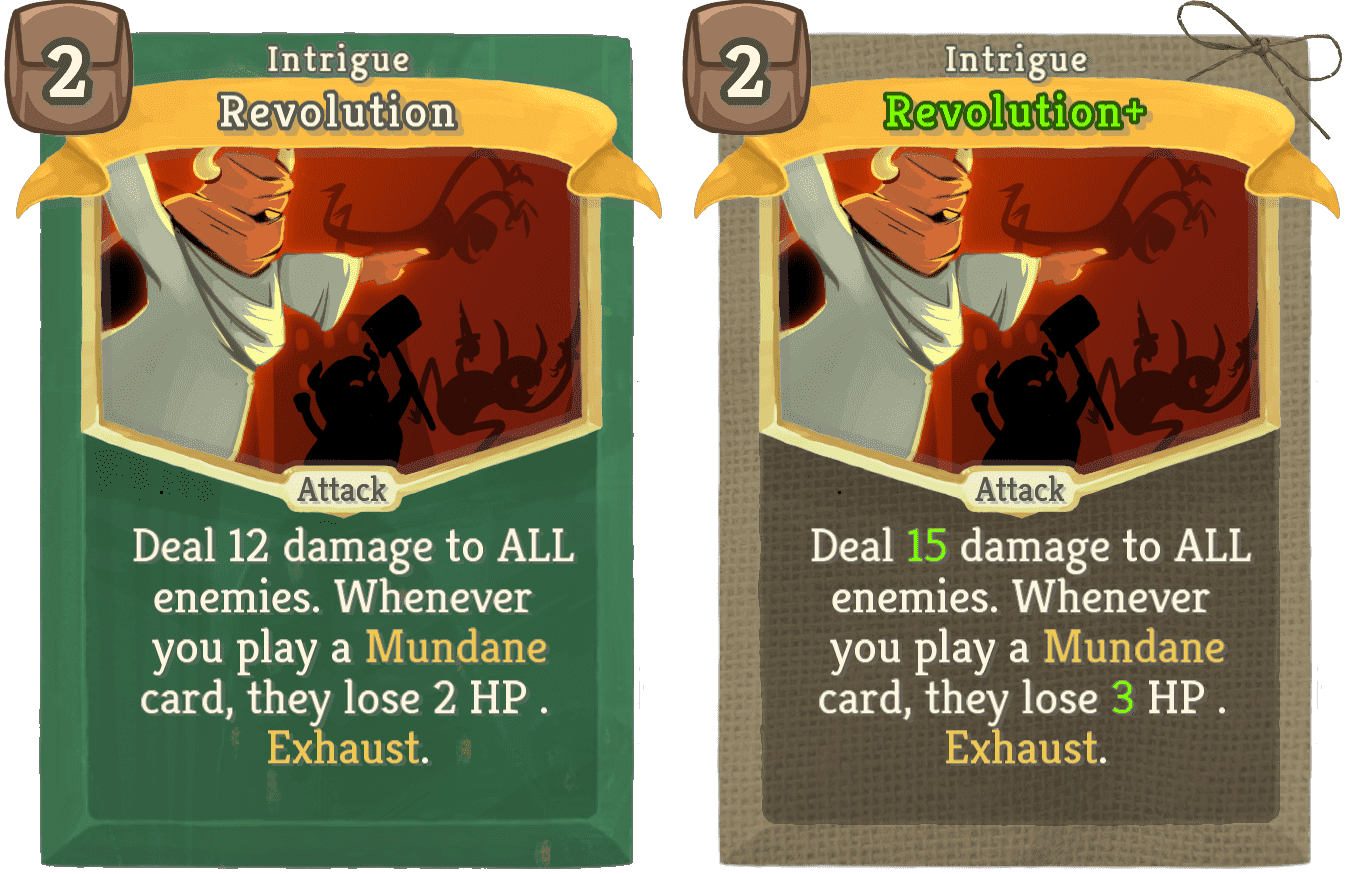 2
Intrigue
Revolution
Attack
Deal 12 damage to ALL
enemies. Whenever
you play a Mundane
card, they lose 2 HP .
Exhaust.
2
Intrigue
Revolution+
Attack
Deal 15 damage to ALL
enemies. Whenever
you play a Mundane
card, they lose 3 HP .
Exhaust.